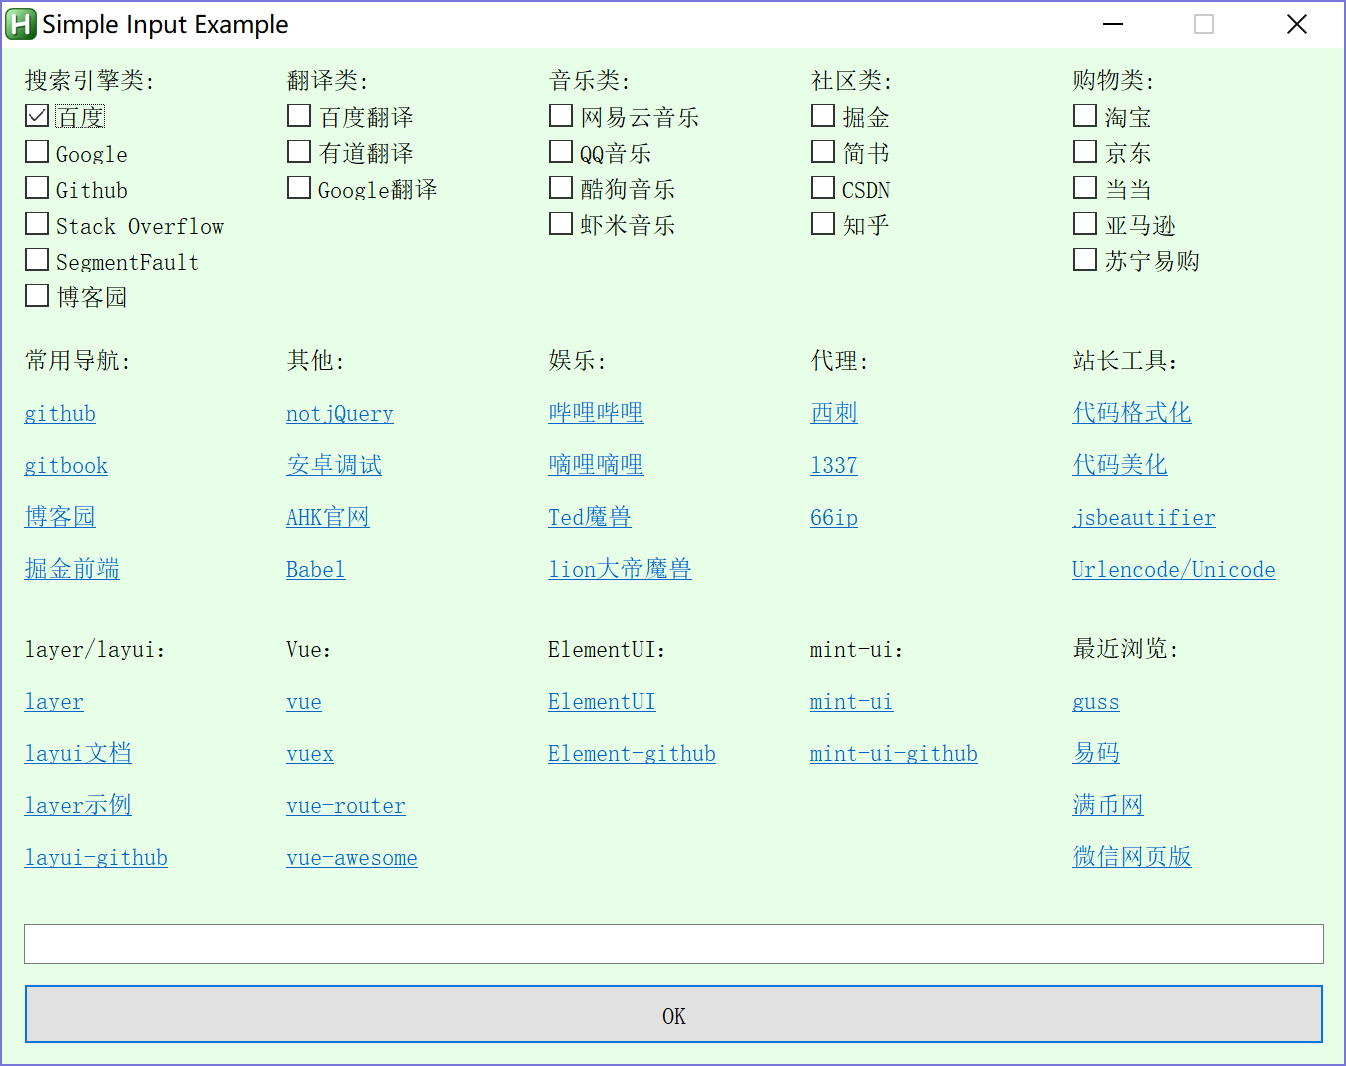 Simple Input Example
搜索引擎类:
百度
Google
Github
Stack Overflow
SegmentFault
博客园
翻译类:
百度翻译
有道翻译
Google翻译
音乐类:
网易云音乐
QQ音乐
酷狗音乐
虾米音乐
社区类:
掘金
简书
CSDN
知乎
购物类:
淘宝
京东
当当
亚马逊
苏宁易购
常用导航:
github
gitbook
博客园
掘金前端
其他:
notjQuery
安卓调试
AHK官网
Babel
娱乐:
哔哩哔哩
嘀哩嘀哩
Ted魔兽
lion大帝魔兽
代理:
西刺
1337
66ip
站长工具：
代码格式化
代码美化
jsbeautifier
Urlencode/Unicode
layer/layui：
layer
layui文档
layer示例
layui-github
Vue：
vue
vuex
vue-router
vue-awesome
ElementUI：
ElementUI
Element-github
mint-ui：
mint-ui
mint-ui-github
最近浏览:
guss
易码
满币网
微信网页版
OK